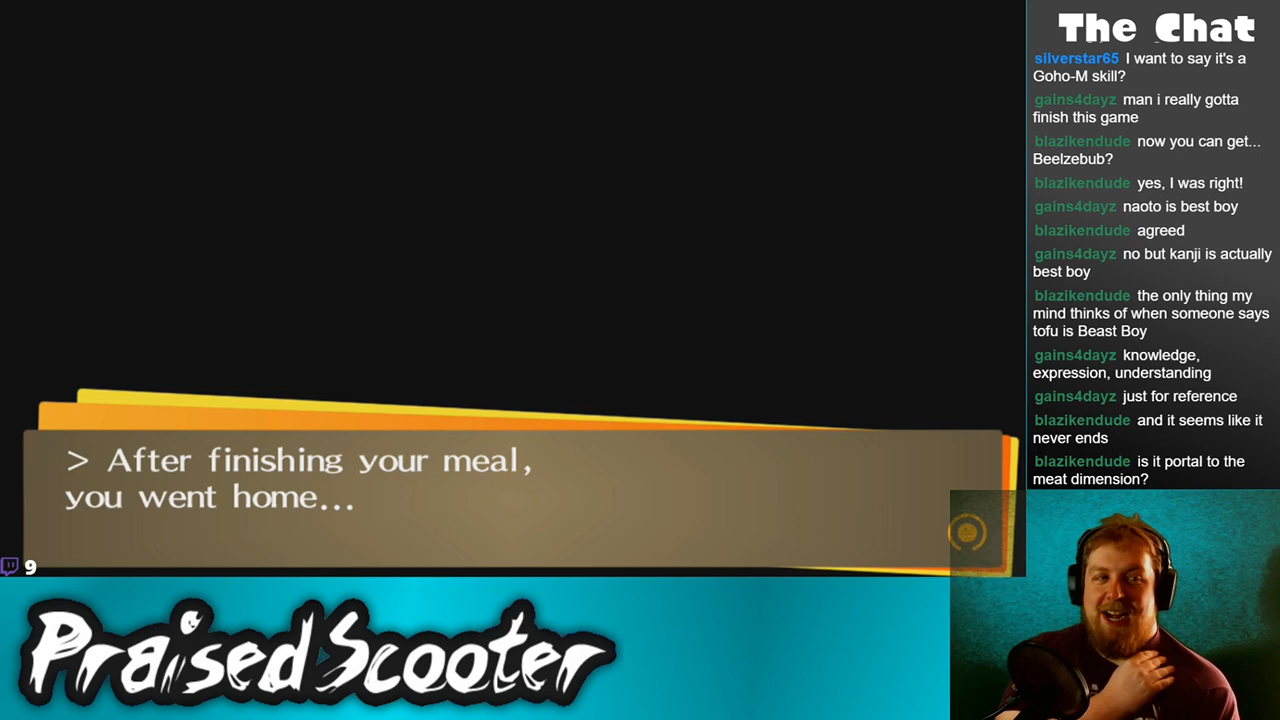 The Chat
silverstar65 I want to say it's a
Goho-M skill?
gains4dayz man i really gotta
finish this game
blazikendude now you can get...
Beelzebub?
blazikendude yes, I was right!
gains4dayz naoto is best boy
blazikendude agreed
gains4dayz no but kanji is actually
best boy
blazikendude the only thing my
mind thinks of when someone says
tofu is Beast Boy
gains4dayz knowledge,
expression, understanding
gains4dayz just for reference
blazikendude and it seems like it
never ends
blazikendude is it portal to the
meat dimension?
> After finishing your meal,
you went home...
9
PraisedScooter